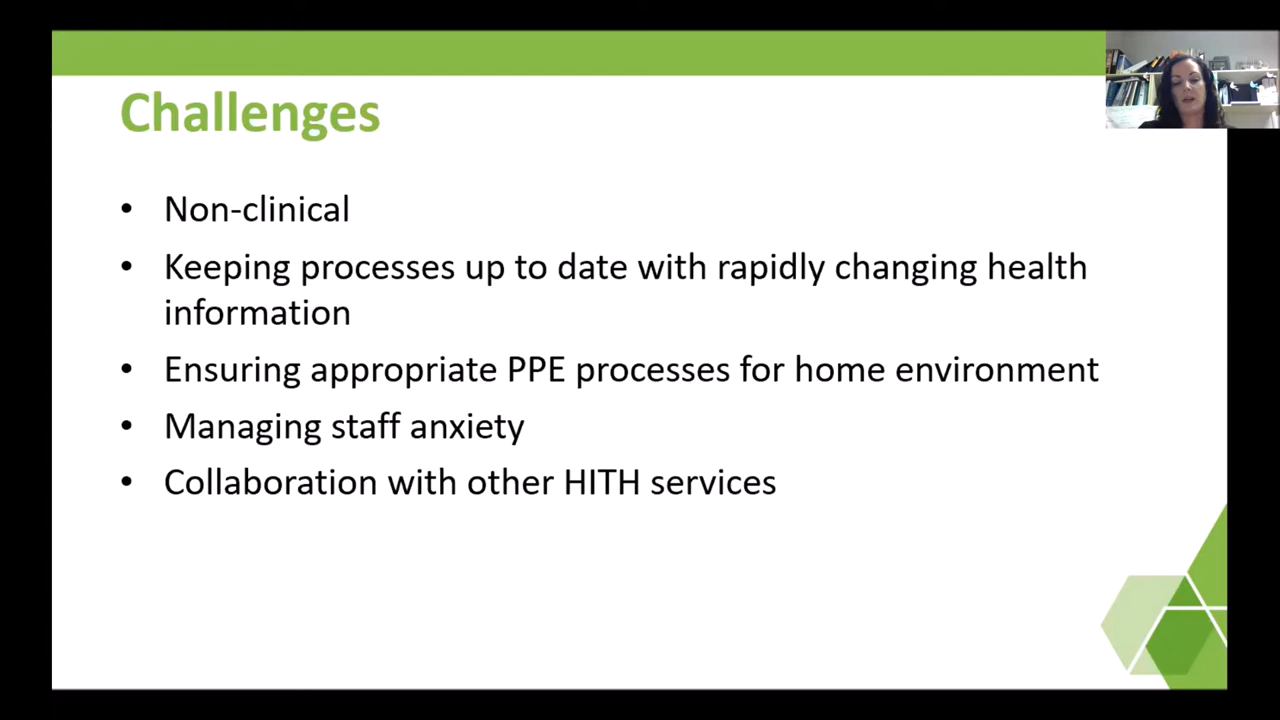 Challenges
• Non-clinical
• Keeping processes up to date with rapidly changing health
information
• Ensuring appropriate PPE processes for home environment
• Managing staff anxiety
• Collaboration with other HITH services